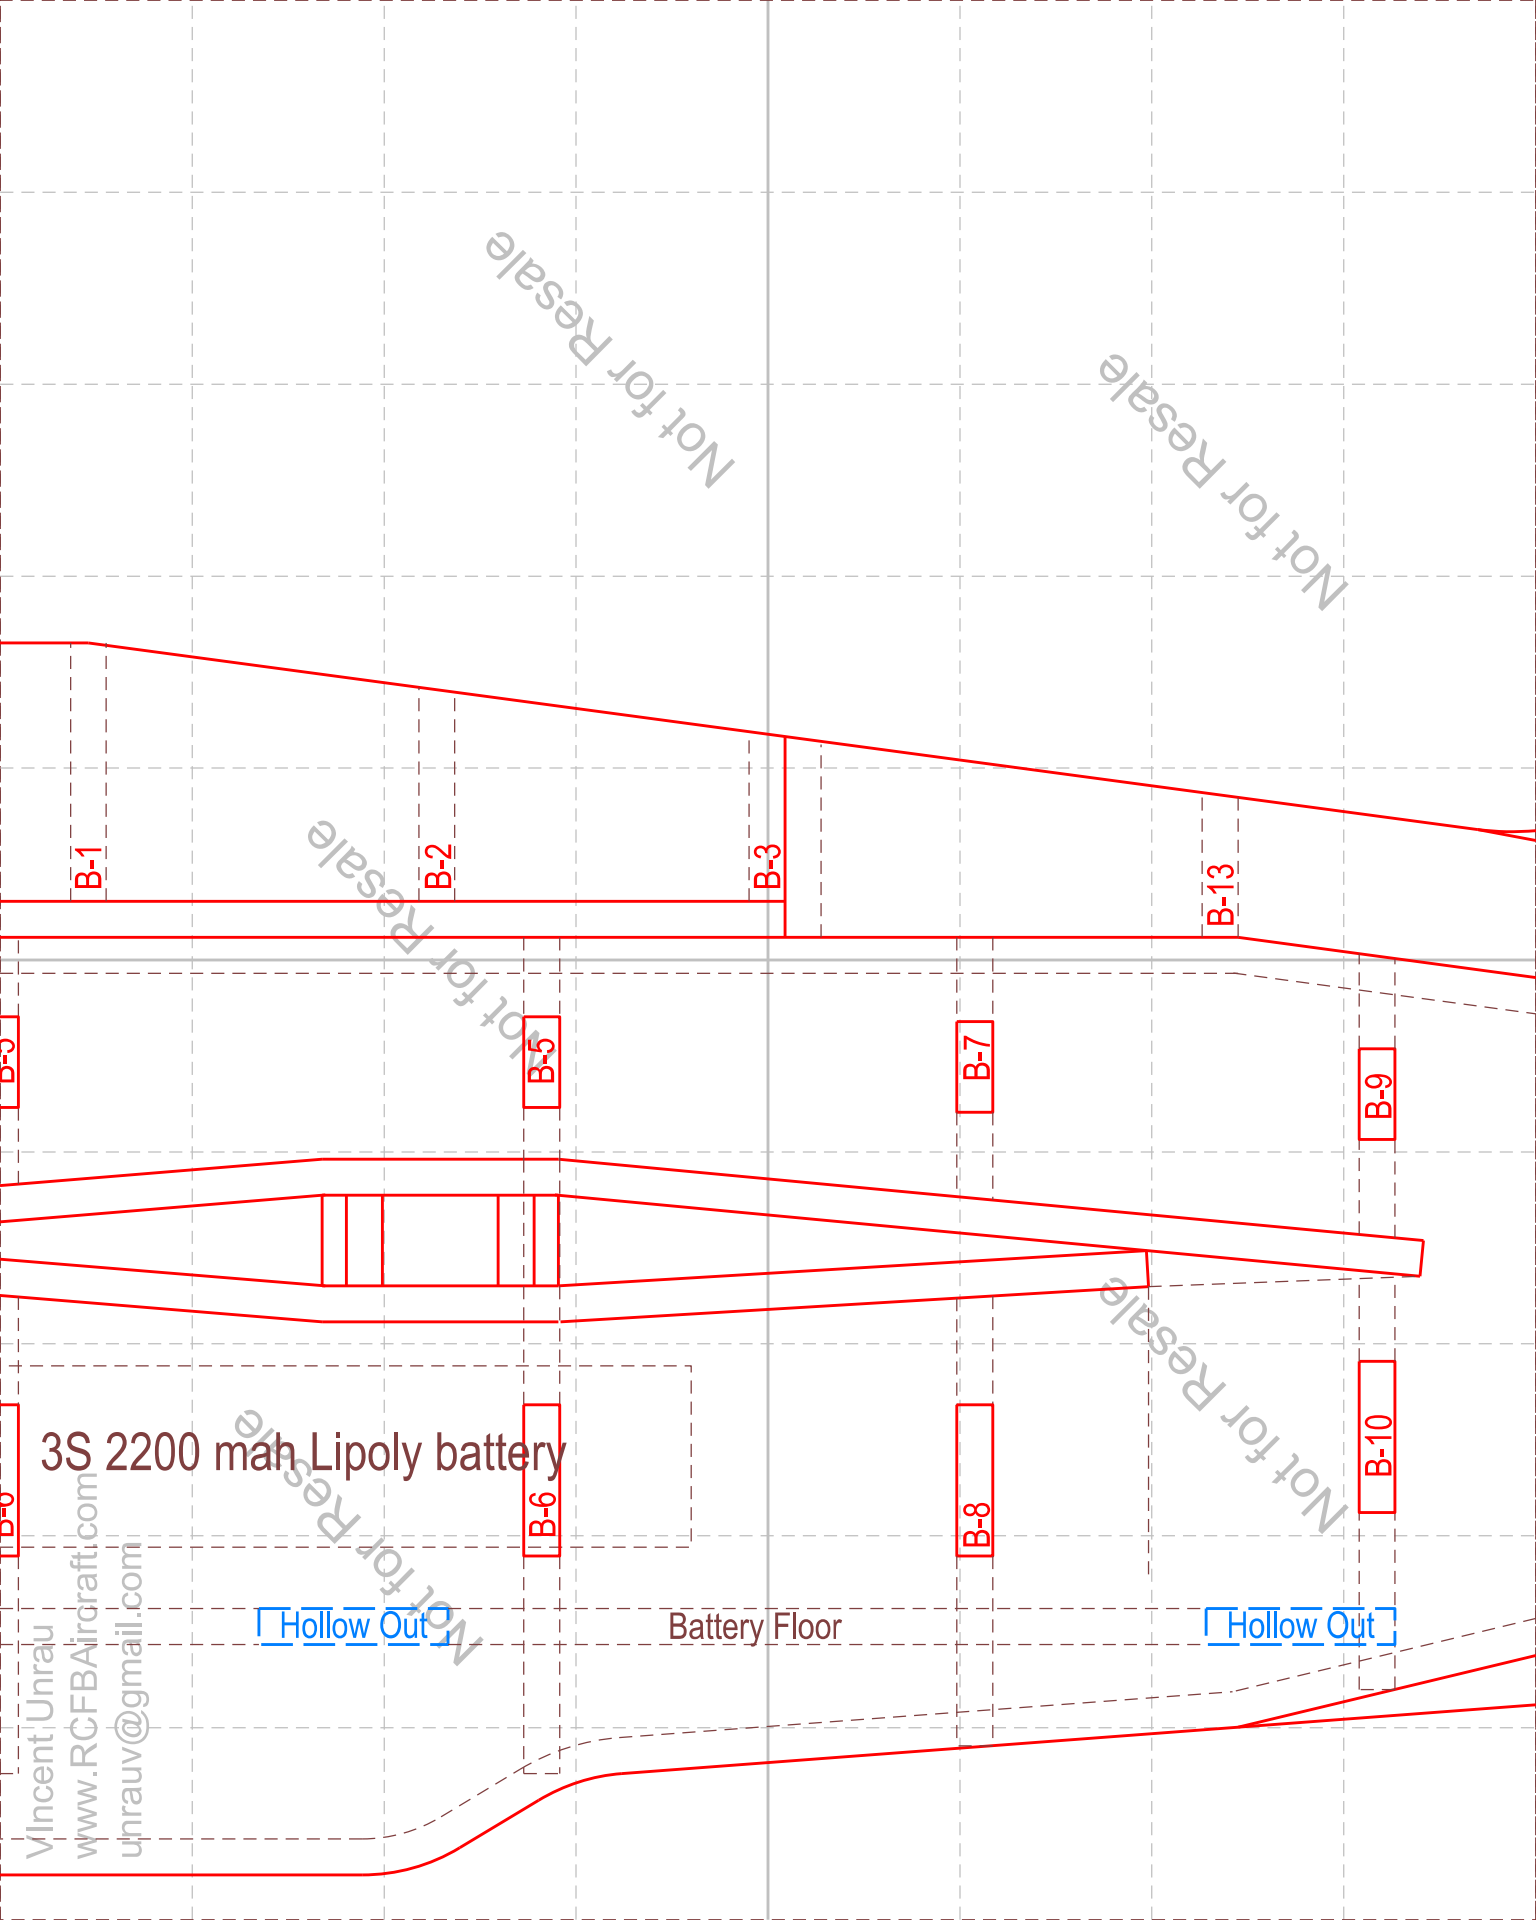 Not for Resale
Not for Resale
B-1
B-2
B-3
B-13
Not for Resale
B-5
B-5
B-7
B-9
Not for Resale
3S 2200 mah Lipoly battery
B-6
B-6
B-8
B-10
Not for Resale
Hollow Out
Battery Floor
Hollow Out
VIncent Unrau
www.RCFBAircraft.com
unrauv@gmail.com